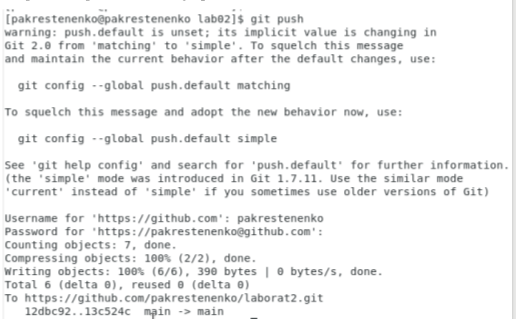 [pakrestenenko@pakrestenenko lab02]$ git push
warning: push.default is unset; its implicit value is changing in
Git 2.0 from 'matching' to 'simple'. To squelch this message
and maintain the current behavior after the default changes, use:
git config --global push.default matching
To squelch this message and adopt the new behavior now, use:
git config --global push.default simple
See 'git help config' and search for 'push.default' for further information.
(the 'simple' mode was introduced in Git 1.7.11. Use the similar mode
'current' instead of 'simple' if you sometimes use older versions of Git)
Username for 'https://github.com': pakrestenenko
Password for 'https://pakrestenenko@github.com':
Counting objects: 7, done.
Compressing objects: 100% (2/2), done.
Writing objects: 100% (6/6), 390 bytes | 0 bytes/s, done.
Total 6 (delta 0), reused 0 (delta 0)
To https://github.com/pakrestenenko/laborat2.git
12dbc92..13c524c main -> main